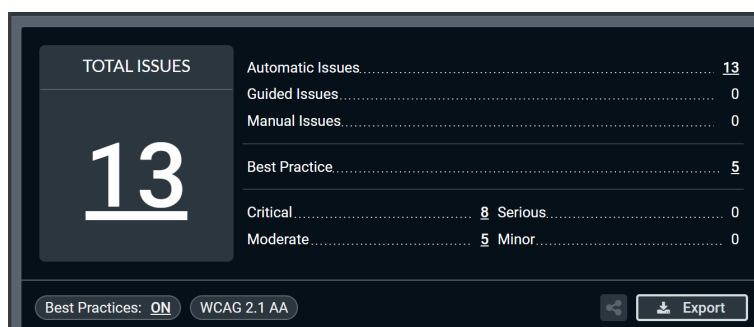 TOTAL ISSUES
13
Automatic Issues 13
Guided Issues 0
Manual Issues 0
Best Practice 5
Critical 8 Serious 0
Moderate 5 Minor 0
Best Practices: ON WCAG 2.1 AA Export